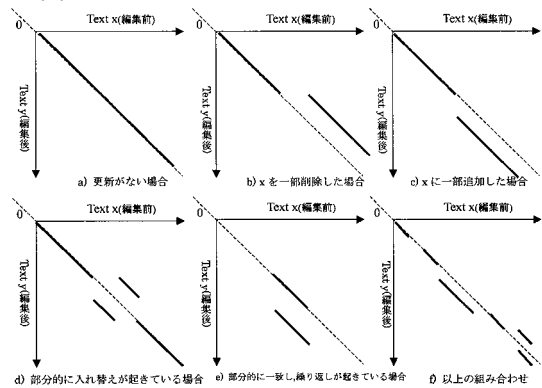 0 Text x(編集前)
Text y(編集後)
a) 更新がない場合
0 Text x(編集前)
Text y(編集後)
b) x を一部削除した場合
0 Text x(編集前)
Text y(編集後)
c) x に一部追加した場合
0 Text x(編集前)
Text y(編集後)
d) 部分的に入れ替えが起きている場合
0 Text x(編集前)
Text y(編集後)
e) 部分的に一致し,繰り返しが起きている場合
0 Text x(編集前)
Text y(編集後)
f) 以上の組み合わせ